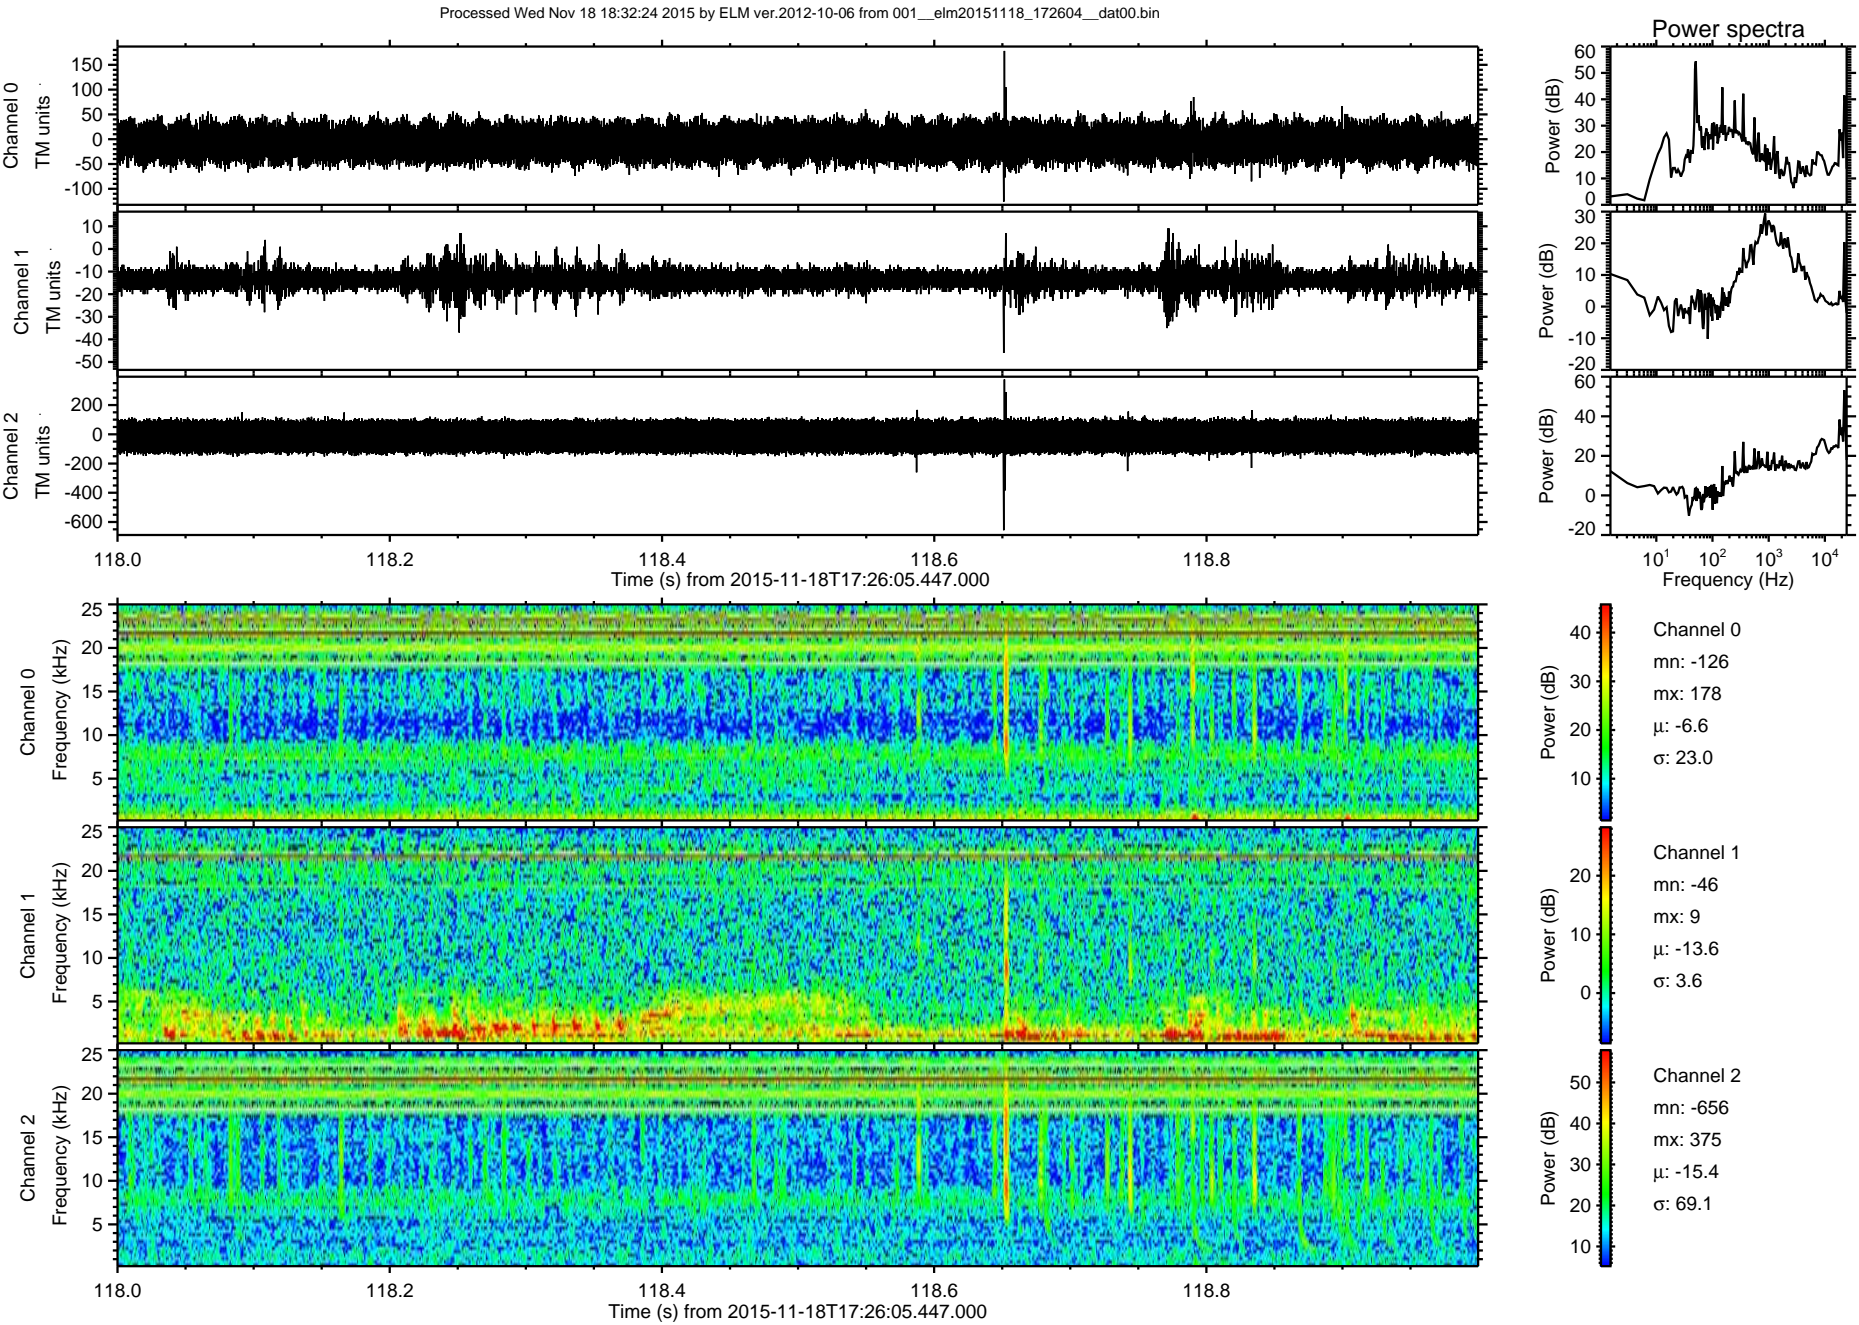 Processed Wed Nov 18 18:32:24 2015 by ELM ver.2012-10-06 from 001__elm20151118_172604__dat00.bin
Power spectra
Channel 0
TM units
150
100
50
0
-50
-100
Power (dB)
60
50
40
30
20
10
0
Channel 1
TM units
10
0
-10
-20
-30
-40
-50
Power (dB)
30
20
10
0
-10
-20
Channel 2
TM units
200
0
-200
-400
-600
Power (dB)
60
40
20
0
-20
118.0 118.2 118.4 118.6 118.8
Time (s) from 2015-11-18T17:26:05.447.000
10¹ 10² 10³ 10⁴
Frequency (Hz)
Channel 0
Frequency (kHz)
25
20
15
10
5
Power (dB)
40
30
20
10
Channel 0
mn: -126
mx: 178
µ: -6.6
σ: 23.0
Channel 1
Frequency (kHz)
25
20
15
10
5
Power (dB)
20
10
0
Channel 1
mn: -46
mx: 9
µ: -13.6
σ: 3.6
Channel 2
Frequency (kHz)
25
20
15
10
5
Power (dB)
50
40
30
20
10
Channel 2
mn: -656
mx: 375
µ: -15.4
σ: 69.1
118.0 118.2 118.4 118.6 118.8
Time (s) from 2015-11-18T17:26:05.447.000